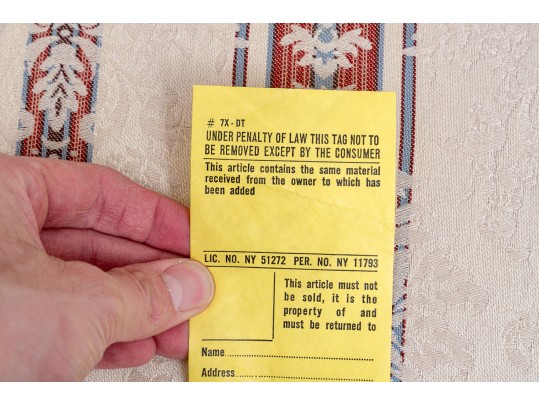 # 7X-DT
UNDER PENALTY OF LAW THIS TAG NOT TO
BE REMOVED EXCEPT BY THE CONSUMER
This article contains the same material
received from the owner to which has
been added
LIC. NO. NY 51272 PER. NO. NY 11793
This article must not
be sold, it is the
property of and
must be returned to
Name
Address